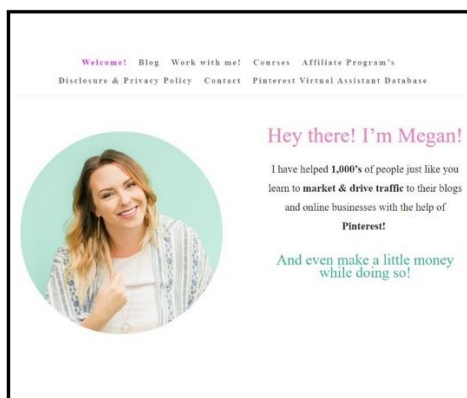 Welcome! Blog Work with me! Courses Affiliate Program's
Disclosure & Privacy Policy Contact Pinterest Virtual Assistant Database
Hey there! I'm Megan!
I have helped 1,000's of people just like you
learn to market & drive traffic to their blogs
and online businesses with the help of
Pinterest!
And even make a little money
while doing so!